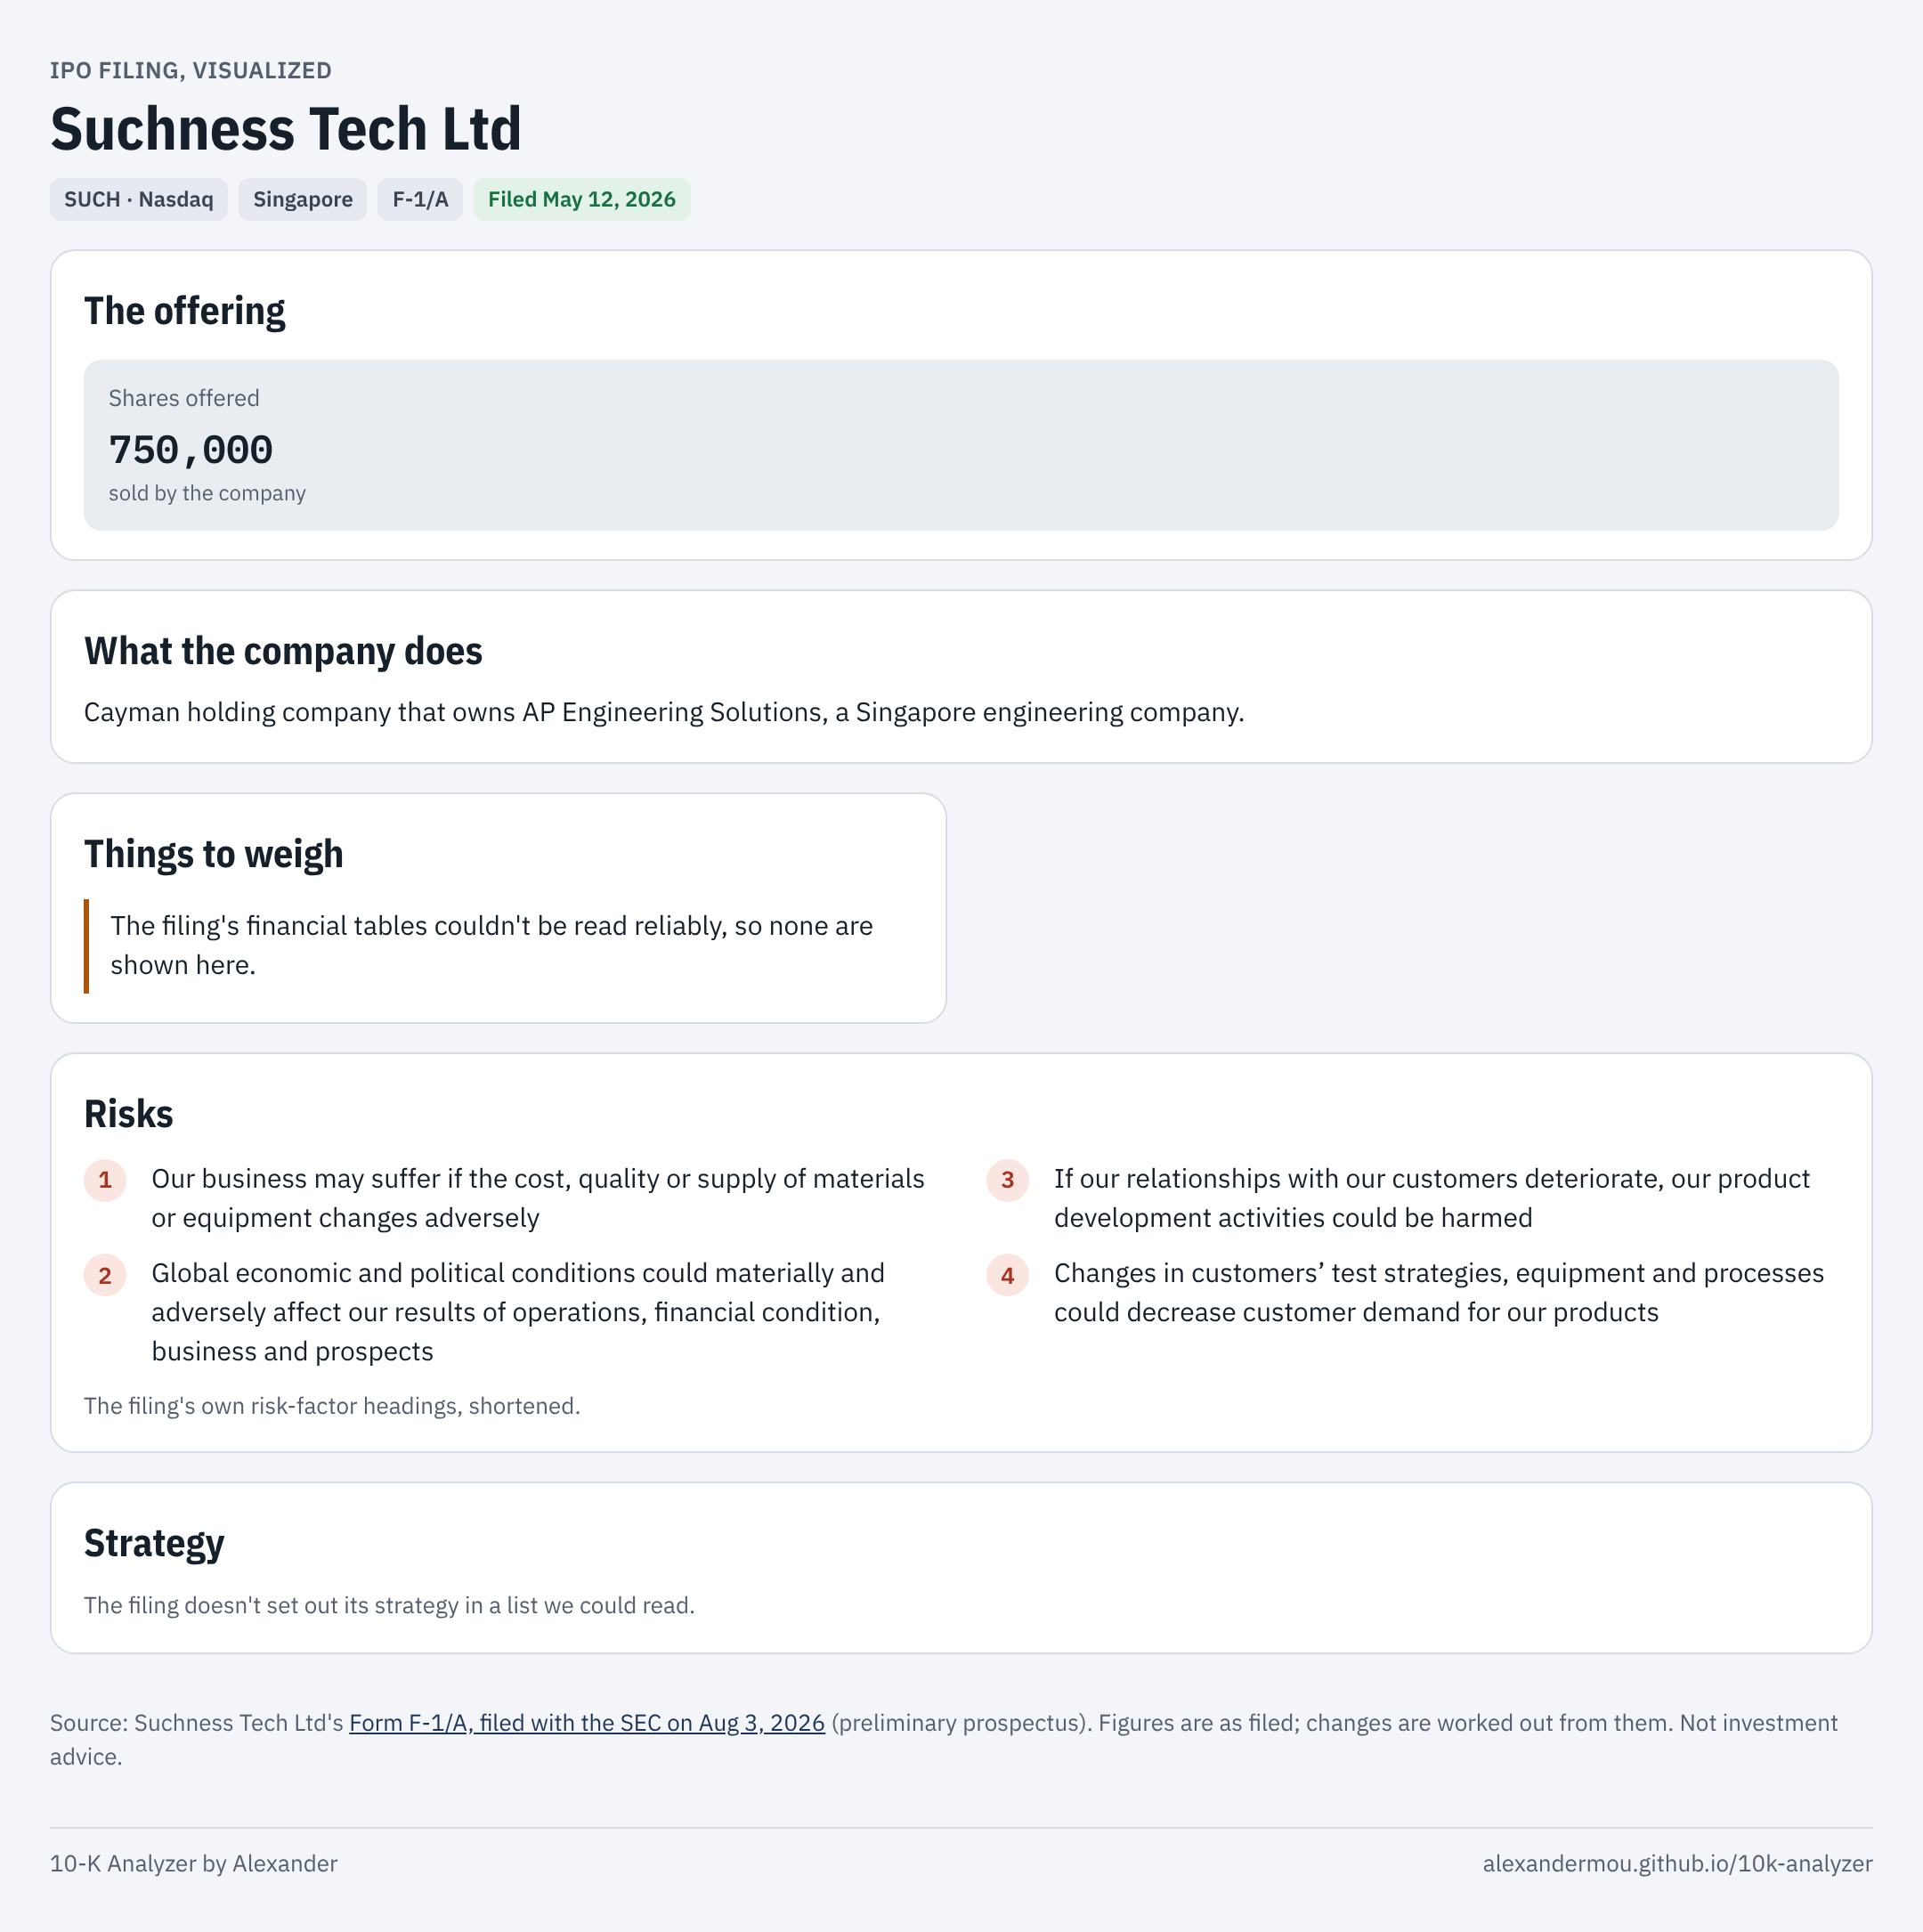 IPO FILING, VISUALIZED
Suchness Tech Ltd
SUCH · Nasdaq Singapore F-1/A Filed May 12, 2026
The offering
Shares offered
750,000
sold by the company
What the company does
Cayman holding company that owns AP Engineering Solutions, a Singapore engineering company.
Things to weigh
The filing's financial tables couldn't be read reliably, so none are
shown here.
Risks
1 Our business may suffer if the cost, quality or supply of materials
or equipment changes adversely
2 Global economic and political conditions could materially and
adversely affect our results of operations, financial condition,
business and prospects
3 If our relationships with our customers deteriorate, our product
development activities could be harmed
4 Changes in customers’ test strategies, equipment and processes
could decrease customer demand for our products
The filing's own risk-factor headings, shortened.
Strategy
The filing doesn't set out its strategy in a list we could read.
Source: Suchness Tech Ltd's Form F-1/A, filed with the SEC on Aug 3, 2026 (preliminary prospectus). Figures are as filed; changes are worked out from them. Not investment
advice.
10-K Analyzer by Alexander
alexandermou.github.io/10k-analyzer